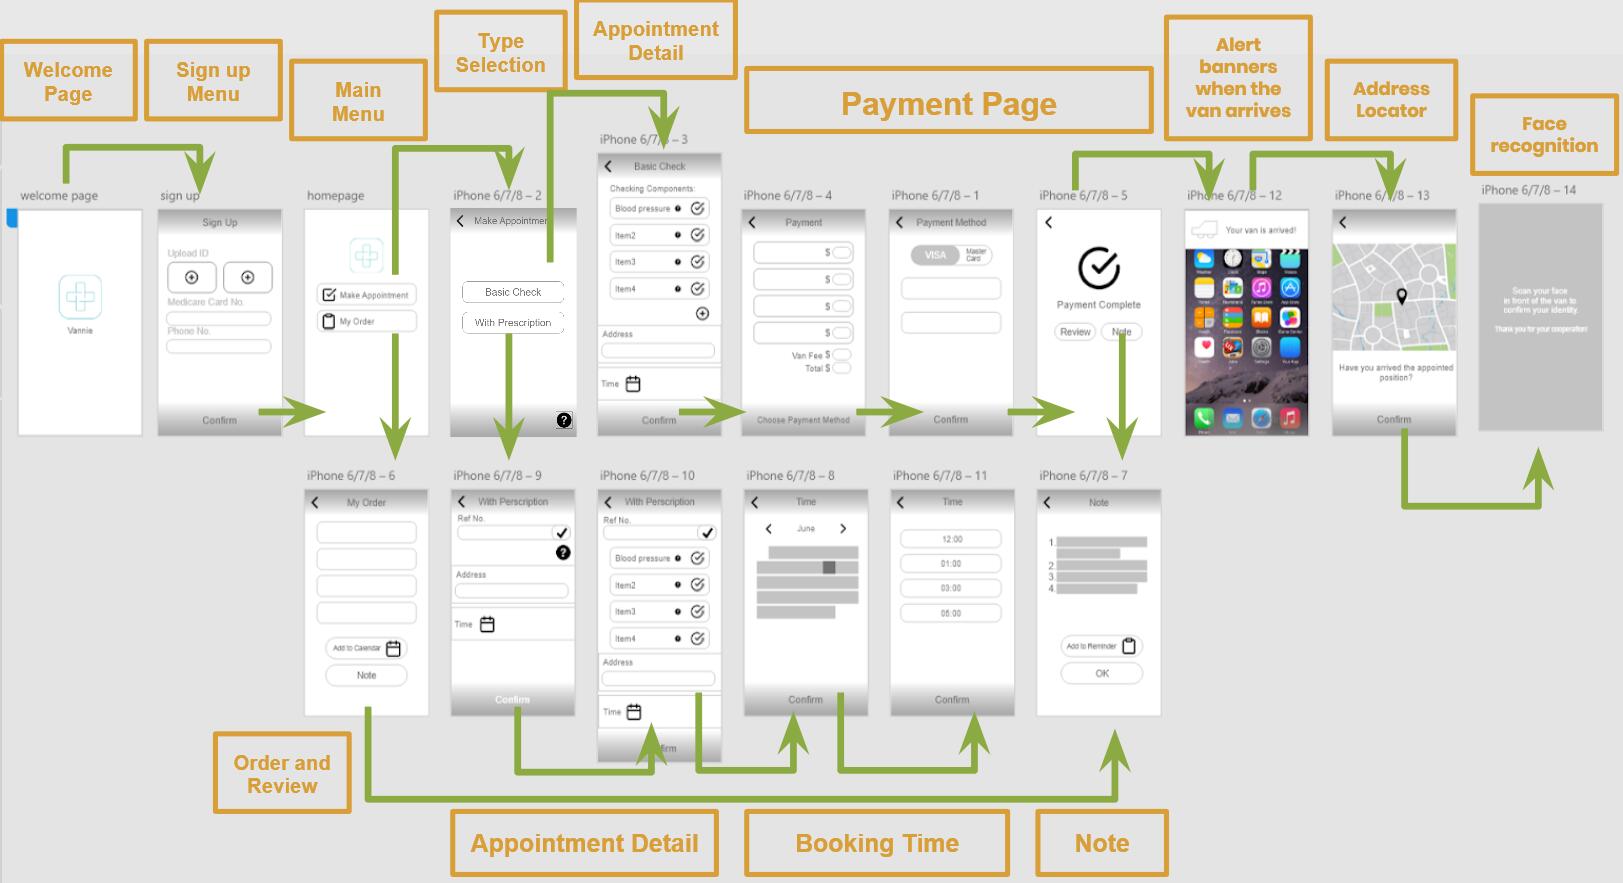 Welcome
Page
Sign up
Menu
Main
Menu
Type
Selection
Appointment
Detail
Payment Page
Alert
banners
when the
van arrives
Address
Locator
Face
recognition
welcome page
Vannie
sign up
Sign Up
Upload ID
Medicare Card No.
Phone No.
Confirm
homepage
Make Appointment
My Order
iPhone 6/7/8 – 2
Make Appointment
Basic Check
With Prescription
?
iPhone 6/7/8 – 3
Basic Check
Checking Components:
Blood pressure
Item2
Item3
Item4
Address
Time
Confirm
iPhone 6/7/8 – 4
Payment
$
$
$
$
Van Fee $
Total $
Choose Payment Method
iPhone 6/7/8 – 1
Payment Method
VISA
Master
Card
Confirm
iPhone 6/7/8 – 5
Payment Complete
Review
Note
iPhone 6/7/8 – 12
Your van is arrived!
iPhone 6/7/8 – 13
Have you arrived the appointed
position?
Confirm
iPhone 6/7/8 – 14
Scan your face
in front of the van to
confirm your identity.
Thank you for your cooperation!
iPhone 6/7/8 – 6
My Order
Add to Calendar
Note
iPhone 6/7/8 – 9
With Perscription
Ref No.
?
Address
Time
Confirm
iPhone 6/7/8 – 10
With Perscription
Ref No.
Blood pressure
Item2
Item3
Item4
Address
Time
Confirm
iPhone 6/7/8 – 8
Time
June
Confirm
iPhone 6/7/8 – 11
Time
12:00
01:00
03:00
05:00
Confirm
iPhone 6/7/8 – 7
Note
1.
2.
3.
4.
Add to Reminder
OK
Order and
Review
Appointment Detail
Booking Time
Note